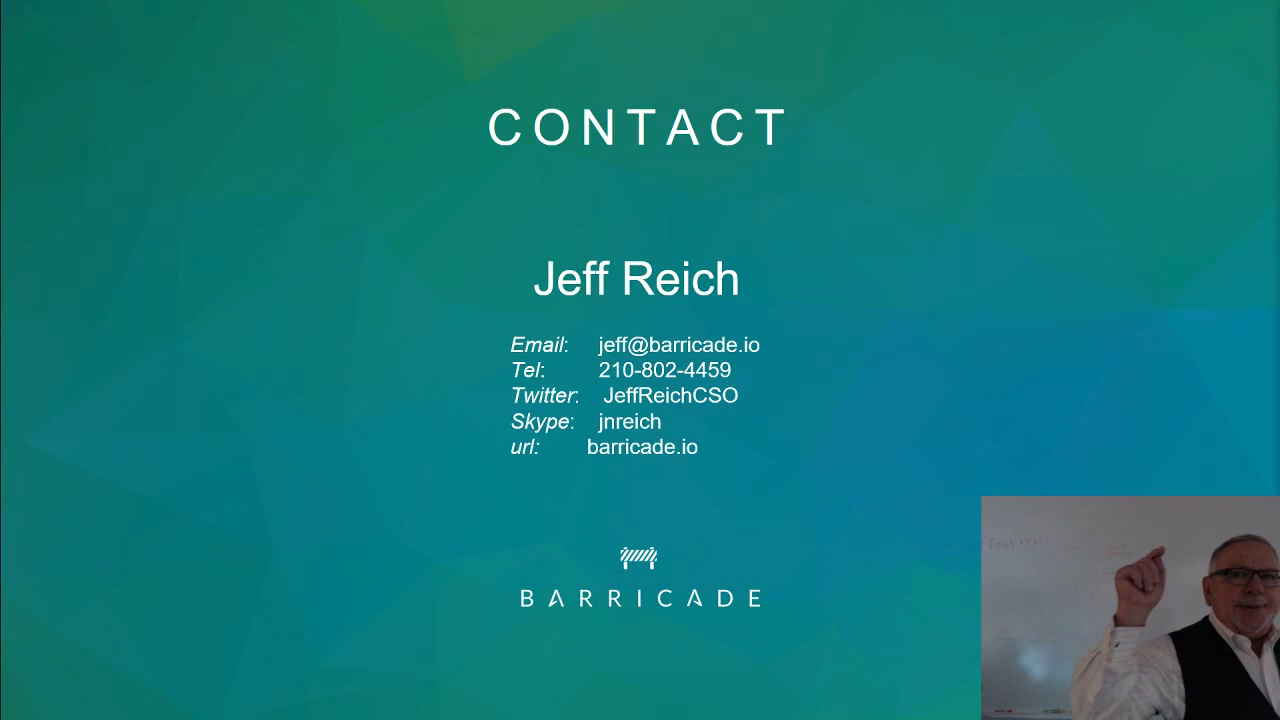 CONTACT
Jeff Reich
Email: jeff@barricade.io
Tel: 210-802-4459
Twitter: JeffReichCSO
Skype: jnreich
url: barricade.io
BARRICADE